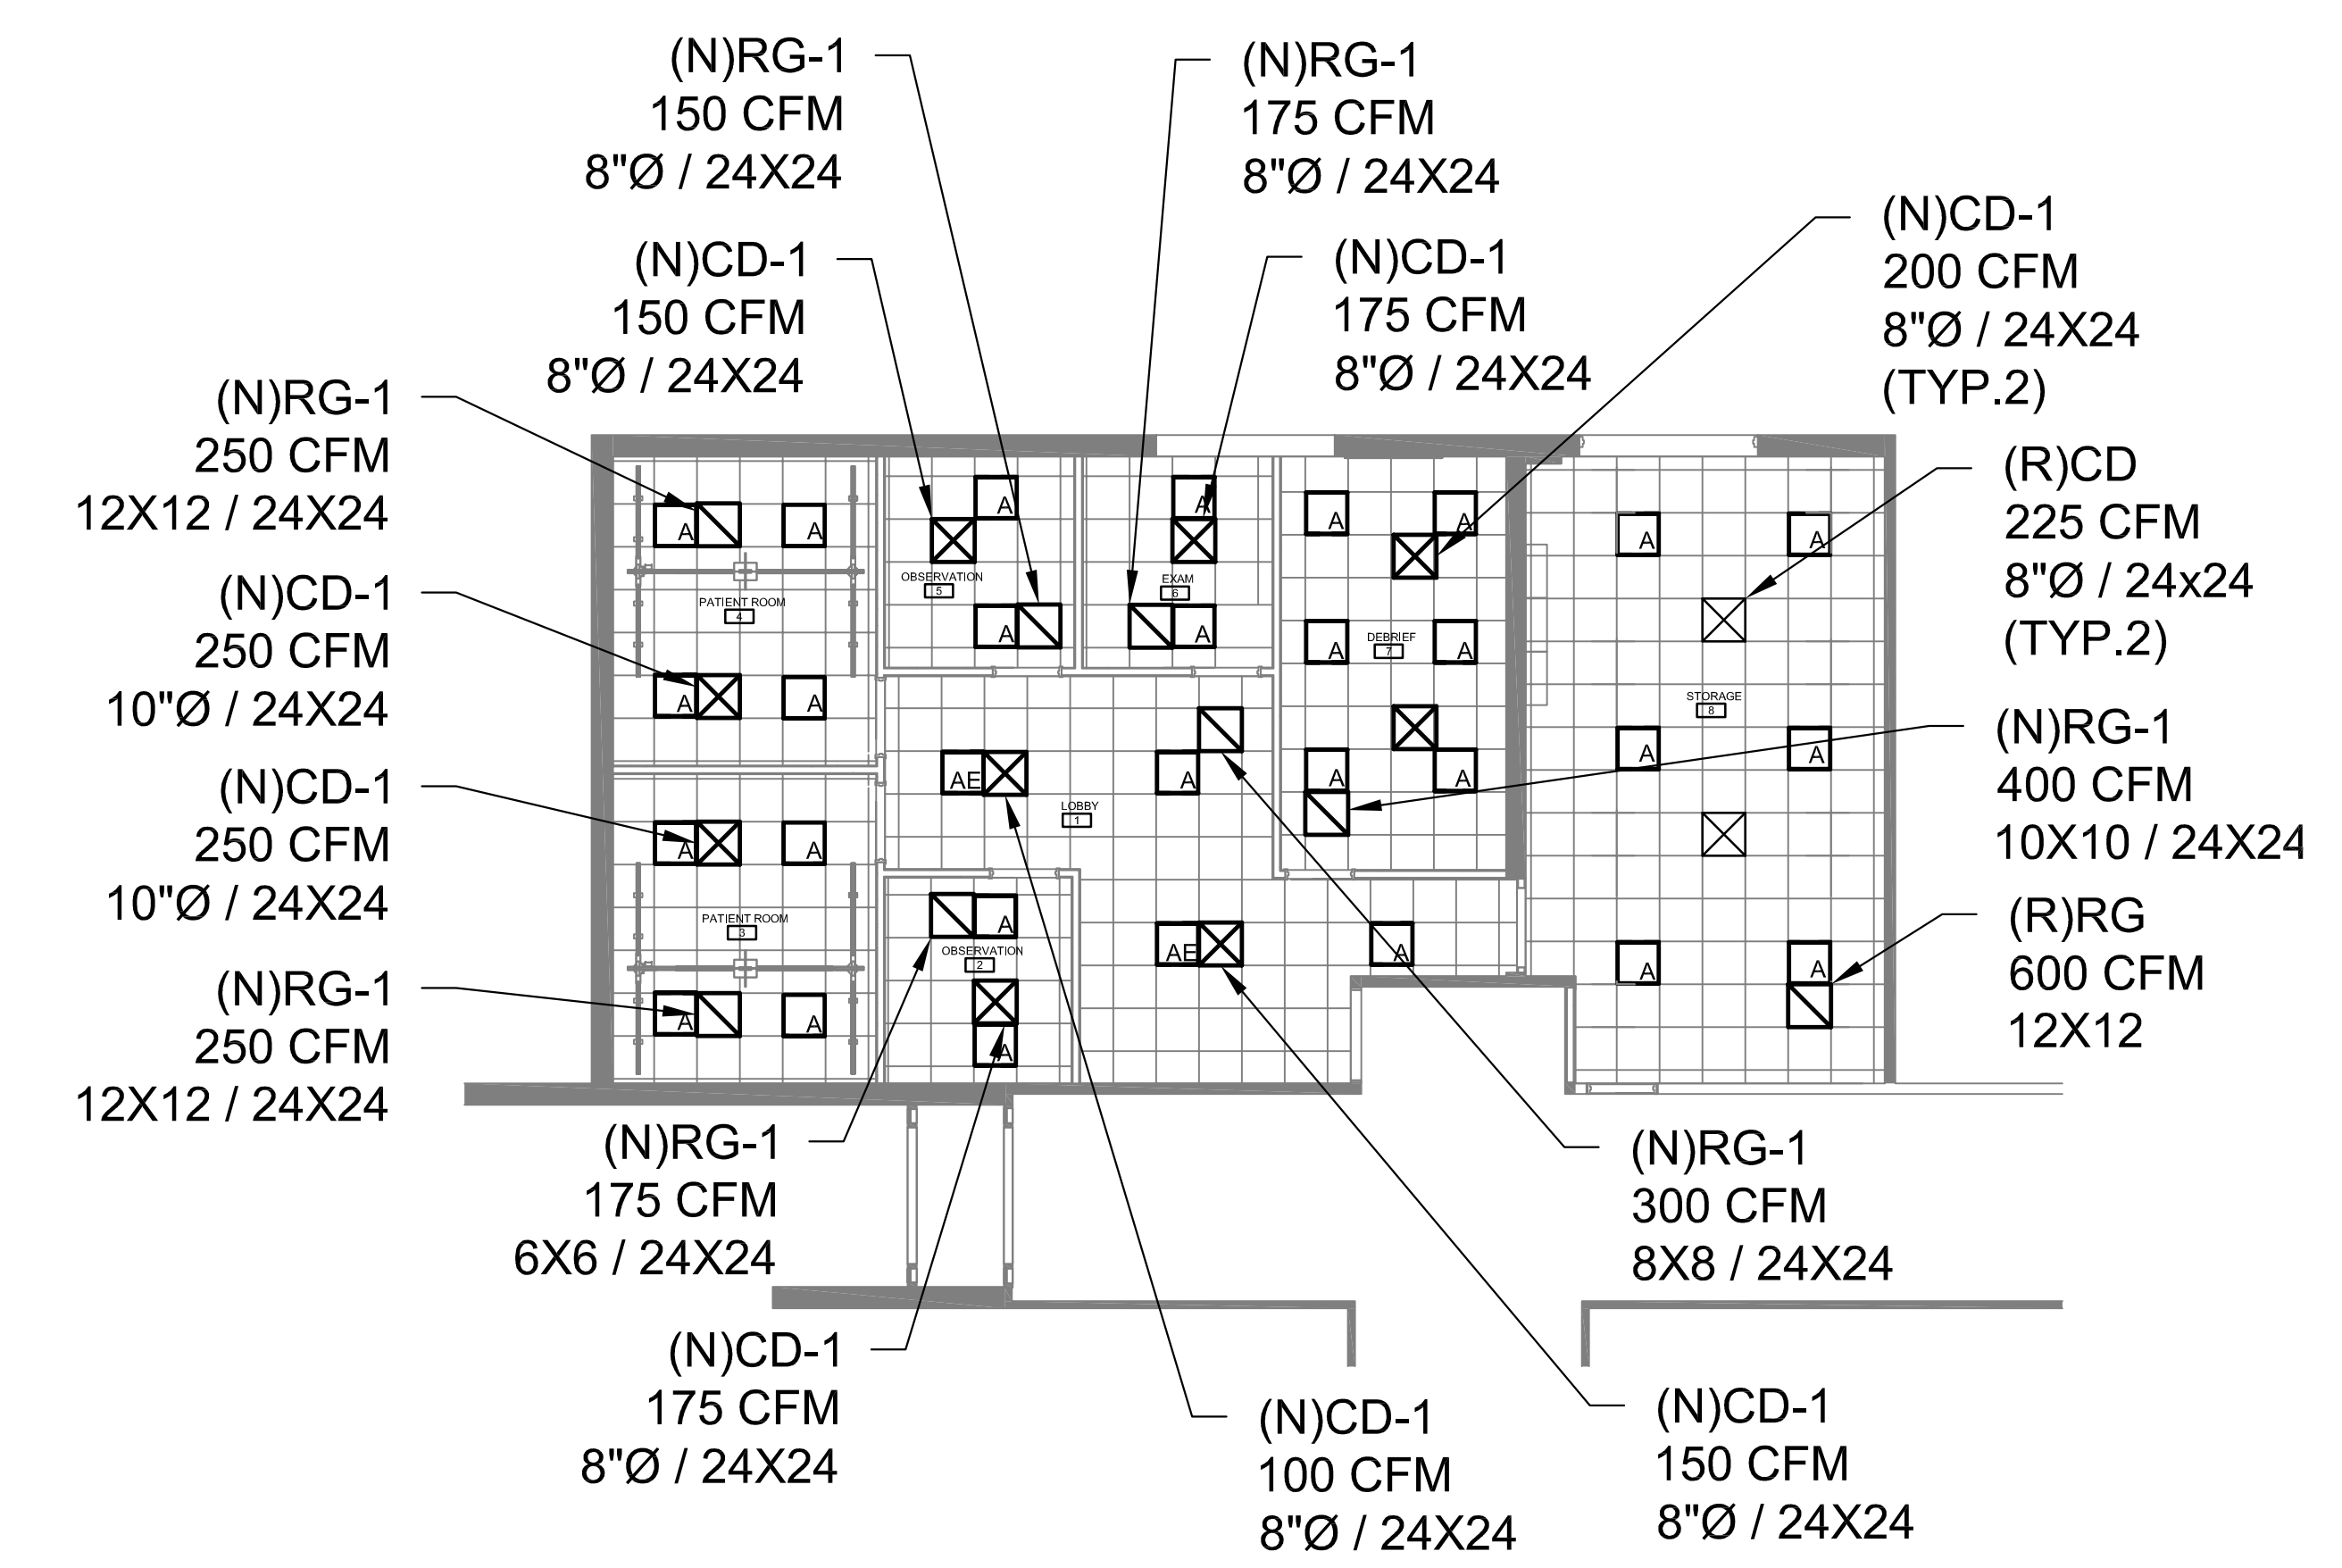 (N)RG-1
150 CFM
8"Ø / 24X24
(N)RG-1
175 CFM
8"Ø / 24X24
(N)CD-1
200 CFM
8"Ø / 24X24
(TYP.2)
(N)CD-1
150 CFM
8"Ø / 24X24
(N)CD-1
175 CFM
8"Ø / 24X24
(N)RG-1
250 CFM
12X12 / 24X24
(R)CD
225 CFM
8"Ø / 24x24
(TYP.2)
(N)CD-1
250 CFM
10"Ø / 24X24
(N)RG-1
400 CFM
10X10 / 24X24
(N)CD-1
250 CFM
10"Ø / 24X24
(R)RG
600 CFM
12X12
(N)RG-1
250 CFM
12X12 / 24X24
(N)RG-1
175 CFM
6X6 / 24X24
(N)RG-1
300 CFM
8X8 / 24X24
(N)CD-1
175 CFM
8"Ø / 24X24
(N)CD-1
100 CFM
8"Ø / 24X24
(N)CD-1
150 CFM
8"Ø / 24X24
PATIENT ROOM
4
A
A
A
A
OBSERVATION
5
A
A
EXAM
6
A
A
DEBRIEF
7
A
A
A
A
A
A
STORAGE
8
A
A
A
A
A
A
LOBBY
1
AE
A
AE
A
PATIENT ROOM
3
A
A
A
A
OBSERVATION
2
A
A